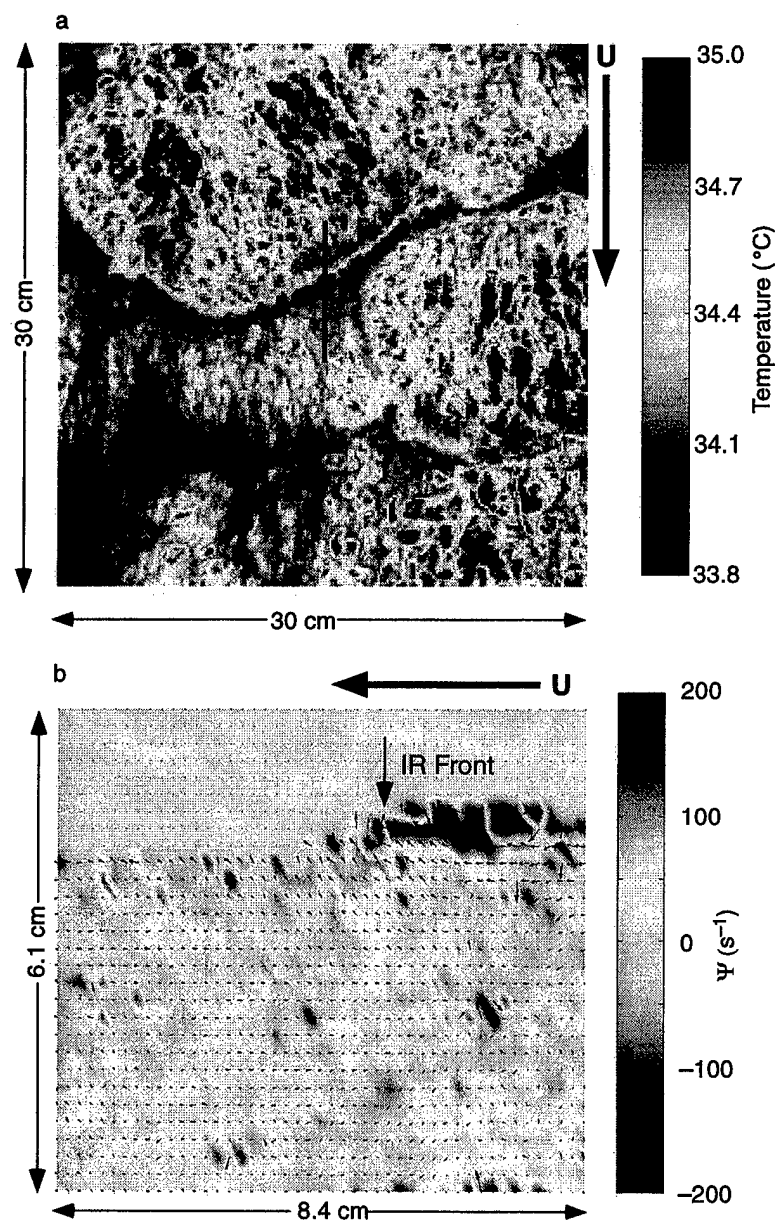 a
U
30 cm
30 cm
35.0
34.7
34.4
34.1
33.8
Temperature (°C)
b
U
IR Front
6.1 cm
8.4 cm
200
100
0
−100
−200
Ψ (s⁻¹)